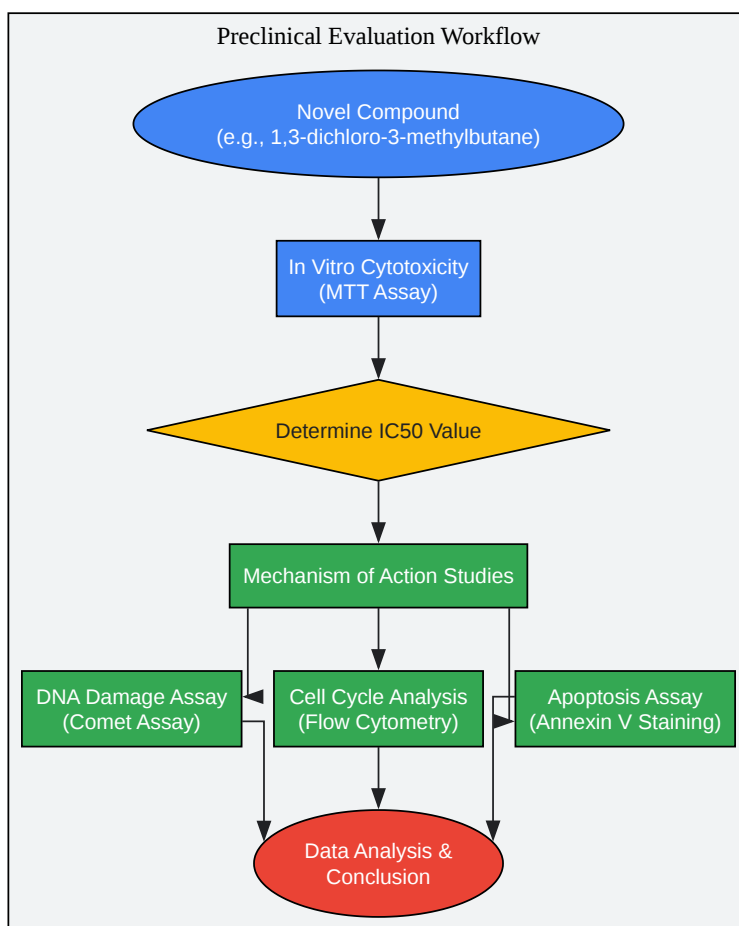 Preclinical Evaluation Workflow
Novel Compound
(e.g., 1,3-dichloro-3-methylbutane)
In Vitro Cytotoxicity
(MTT Assay)
Determine IC50 Value
Mechanism of Action Studies
DNA Damage Assay
(Comet Assay)
Cell Cycle Analysis
(Flow Cytometry)
Apoptosis Assay
(Annexin V Staining)
Data Analysis &
Conclusion